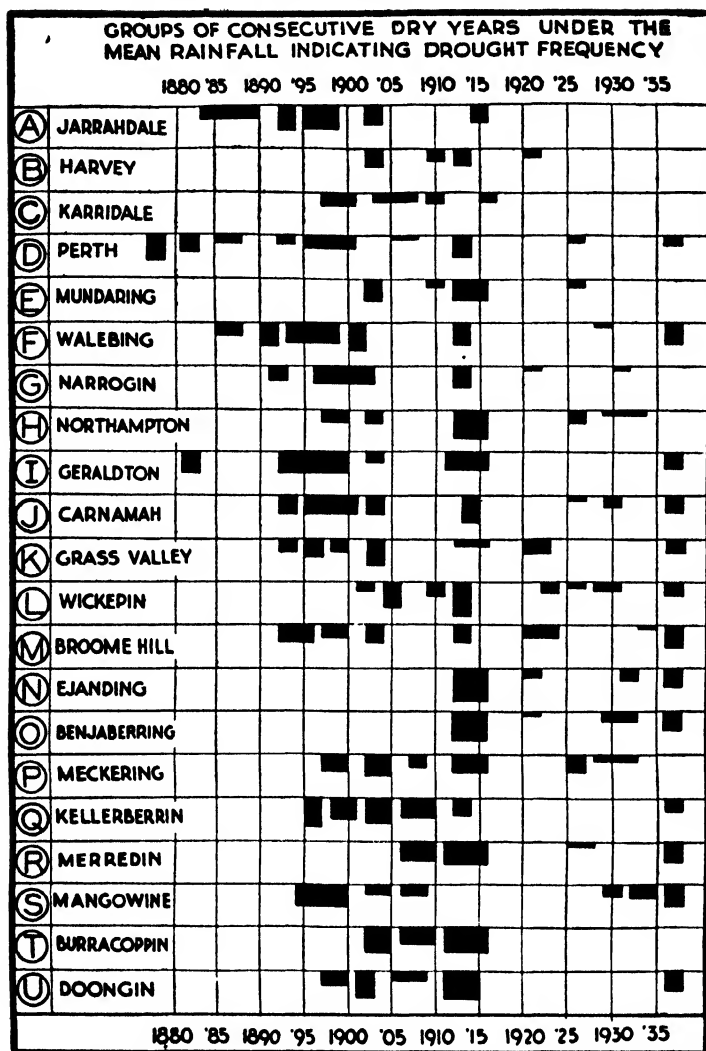 GROUPS OF CONSECUTIVE DRY YEARS UNDER THE
MEAN RAINFALL INDICATING DROUGHT FREQUENCY
1880 '85 1890 '95 1900 '05 1910 '15 1920 '25 1930 '35
A JARRAHDALE
B HARVEY
C KARRIDALE
D PERTH
E MUNDARING
F WALEBING
G NARROGIN
H NORTHAMPTON
I GERALDTON
J CARNAMAH
K GRASS VALLEY
L WICKEPIN
M BROOME HILL
N EJANDING
O BENJABERRING
P MECKERING
Q KELLERBERRIN
R MERREDIN
S MANGOWINE
T BURRACOPPIN
U DOONGIN
1880 '85 1890 '95 1900 '05 1910 '15 1920 '25 1930 '35